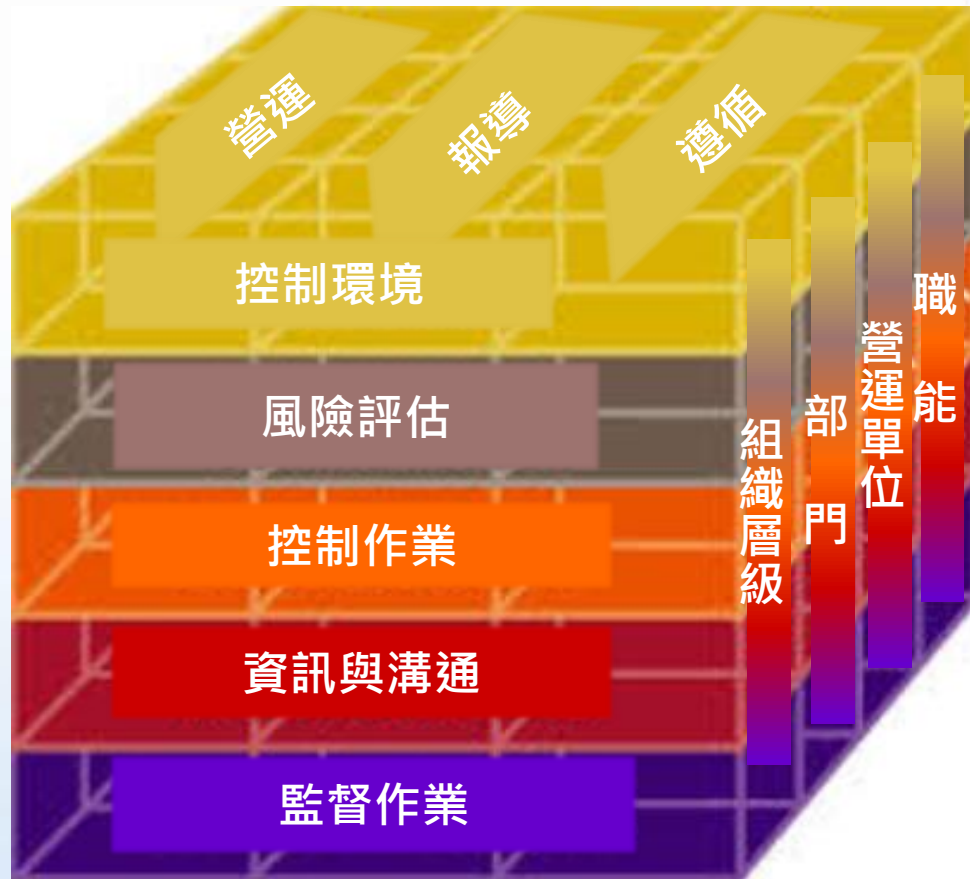 營運
報導
遵循
控制環境
風險評估
控制作業
資訊與溝通
監督作業
組織層級
部門
營運單位
職能